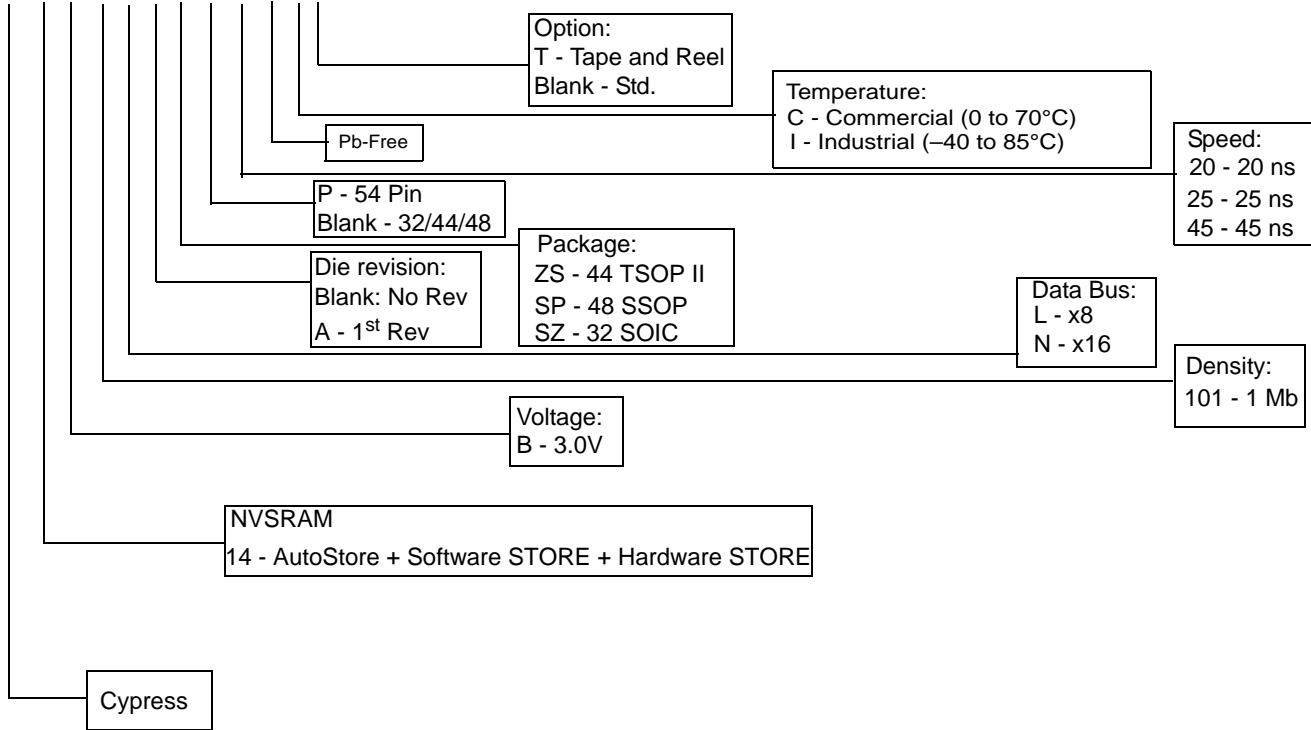 Option:
T - Tape and Reel
Blank - Std.
Temperature:
C - Commercial (0 to 70°C)
I - Industrial (–40 to 85°C)
Pb-Free
Speed:
20 - 20 ns
25 - 25 ns
45 - 45 ns
P - 54 Pin
Blank - 32/44/48
Package:
ZS - 44 TSOP II
SP - 48 SSOP
SZ - 32 SOIC
Die revision:
Blank: No Rev
A - 1st Rev
Data Bus:
L - x8
N - x16
Density:
101 - 1 Mb
Voltage:
B - 3.0V
NVSRAM
14 - AutoStore + Software STORE + Hardware STORE
Cypress